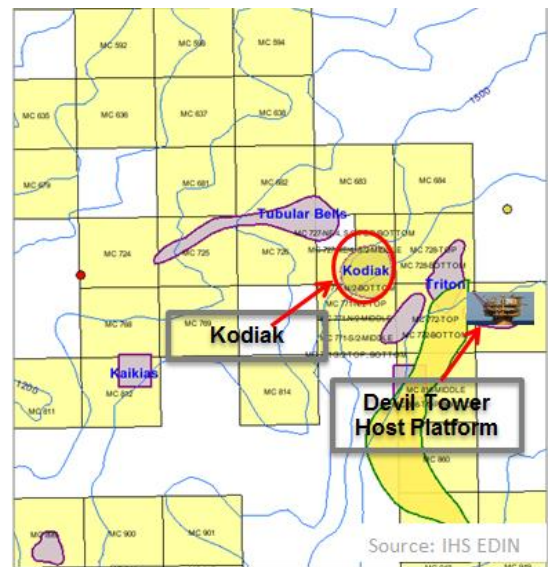 MC 592
MC 594
MC 635
MC 636
MC 637
MC 638
1500
MC 679
MC 681
MC 682
MC 683
MC 684
Tubular Bells
MC 724
MC 725
MC 726
Kodiak
Triton
MC 768
MC 769
Kodiak
Kaikias
MC 812
MC 814
1200
MC 811
Devil Tower
Host Platform
MC 860
MC 900
MC 901
Source: IHS EDIN